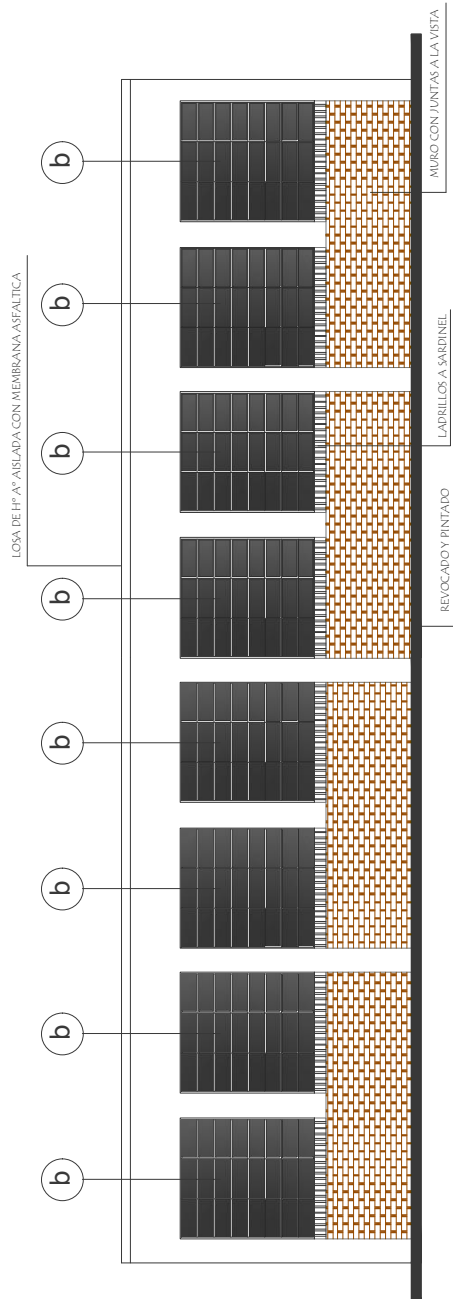 LOSA DE Hº Aº AISLADA CON MEMBRANA ASFALTICA
b
b
b
b
b
b
b
b
REVOCADO Y PINTADO
LADRILLOS A SARDINEL
MURO CON JUNTAS A LA VISTA